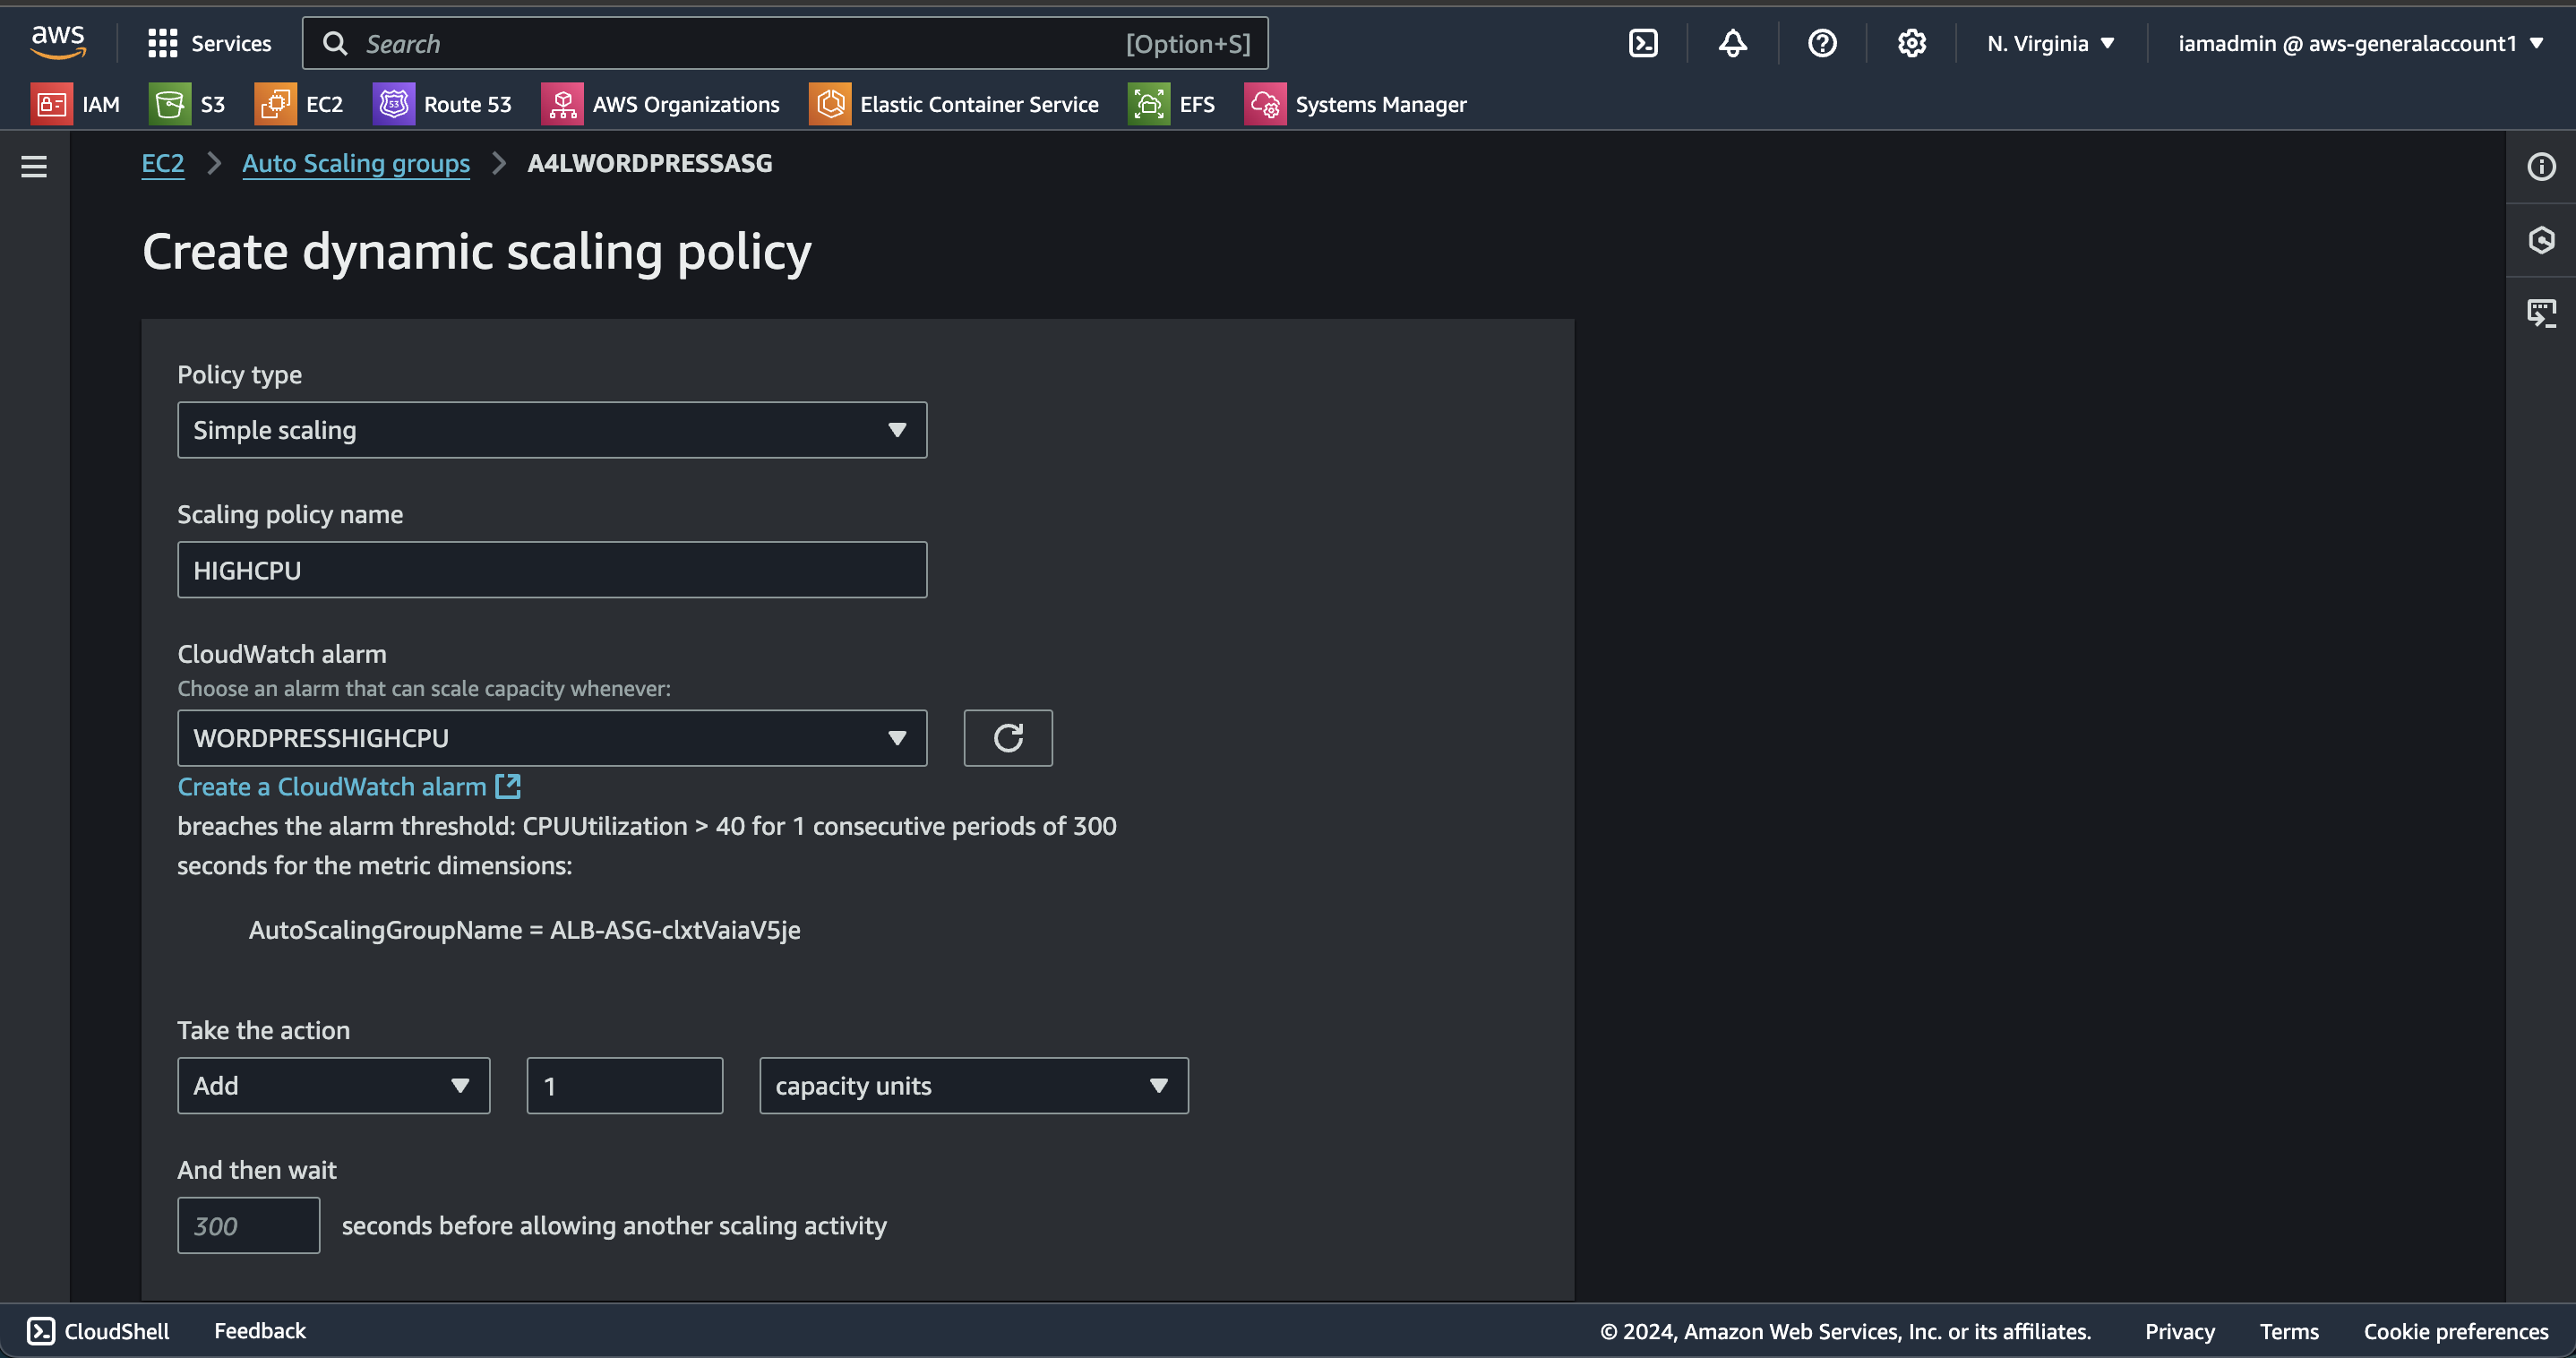 aws
Services
Search [Option+S]
N. Virginia
iamadmin @ aws-generalaccount1
IAM
S3
EC2
53
Route 53
AWS Organizations
Elastic Container Service
EFS
Systems Manager
EC2
Auto Scaling groups
A4LWORDPRESSASG
Create dynamic scaling policy
Policy type
Simple scaling
Scaling policy name
HIGHCPU
CloudWatch alarm
Choose an alarm that can scale capacity whenever:
WORDPRESSHIGHCPU
Create a CloudWatch alarm
breaches the alarm threshold: CPUUtilization > 40 for 1 consecutive periods of 300
seconds for the metric dimensions:
AutoScalingGroupName = ALB-ASG-clxtVaiaV5je
Take the action
Add
1
capacity units
And then wait
300
seconds before allowing another scaling activity
CloudShell
Feedback
© 2024, Amazon Web Services, Inc. or its affiliates.
Privacy
Terms
Cookie preferences